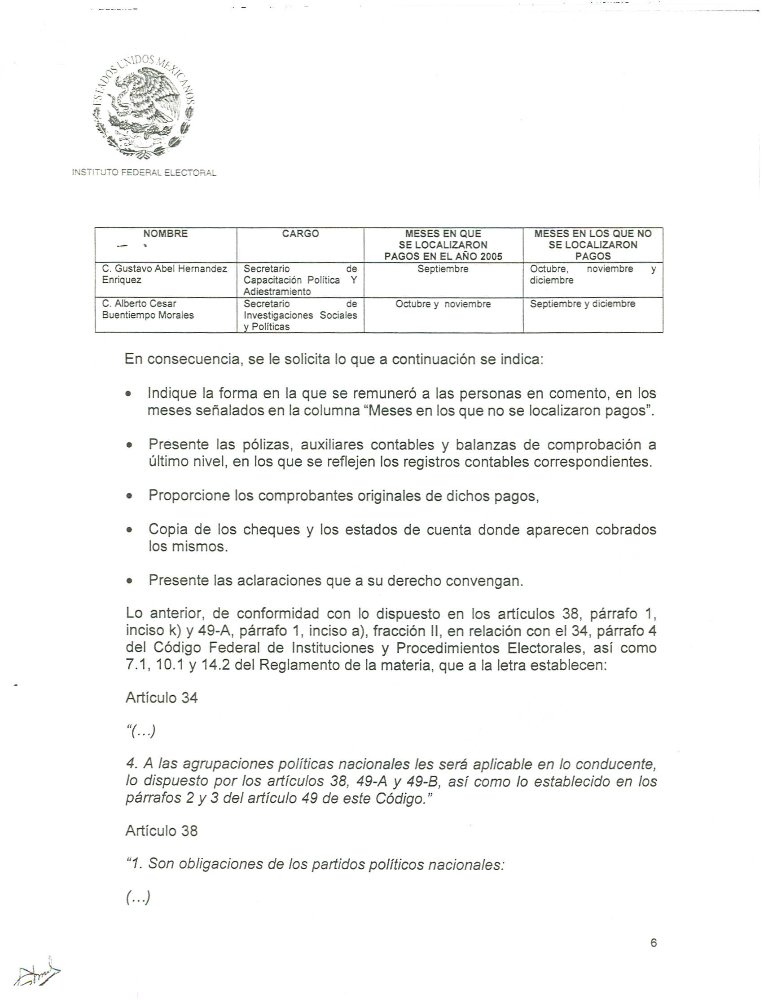 ESTADOS UNIDOS MEXICANOS
INSTITUTO FEDERAL ELECTORAL
NOMBRE
CARGO
MESES EN QUE
SE LOCALIZARON
PAGOS EN EL AÑO 2005
MESES EN LOS QUE NO
SE LOCALIZARON
PAGOS
C. Gustavo Abel Hernandez
Enriquez
Secretario de
Capacitación Política Y
Adiestramiento
Septiembre
Octubre, noviembre y
diciembre
C. Alberto Cesar
Buentiempo Morales
Secretario de
Investigaciones Sociales
y Políticas
Octubre y noviembre
Septiembre y diciembre
En consecuencia, se le solicita lo que a continuación se indica:
• Indique la forma en la que se remuneró a las personas en comento, en los
meses señalados en la columna “Meses en los que no se localizaron pagos”.
• Presente las pólizas, auxiliares contables y balanzas de comprobación a
último nivel, en los que se reflejen los registros contables correspondientes.
• Proporcione los comprobantes originales de dichos pagos,
• Copia de los cheques y los estados de cuenta donde aparecen cobrados
los mismos.
• Presente las aclaraciones que a su derecho convengan.
Lo anterior, de conformidad con lo dispuesto en los artículos 38, párrafo 1,
inciso k) y 49-A, párrafo 1, inciso a), fracción II, en relación con el 34, párrafo 4
del Código Federal de Instituciones y Procedimientos Electorales, así como
7.1, 10.1 y 14.2 del Reglamento de la materia, que a la letra establecen:
Artículo 34
“(...)
4. A las agrupaciones políticas nacionales les será aplicable en lo conducente,
lo dispuesto por los artículos 38, 49-A y 49-B, así como lo establecido en los
párrafos 2 y 3 del artículo 49 de este Código.”
Artículo 38
“1. Son obligaciones de los partidos políticos nacionales:
(...)
6